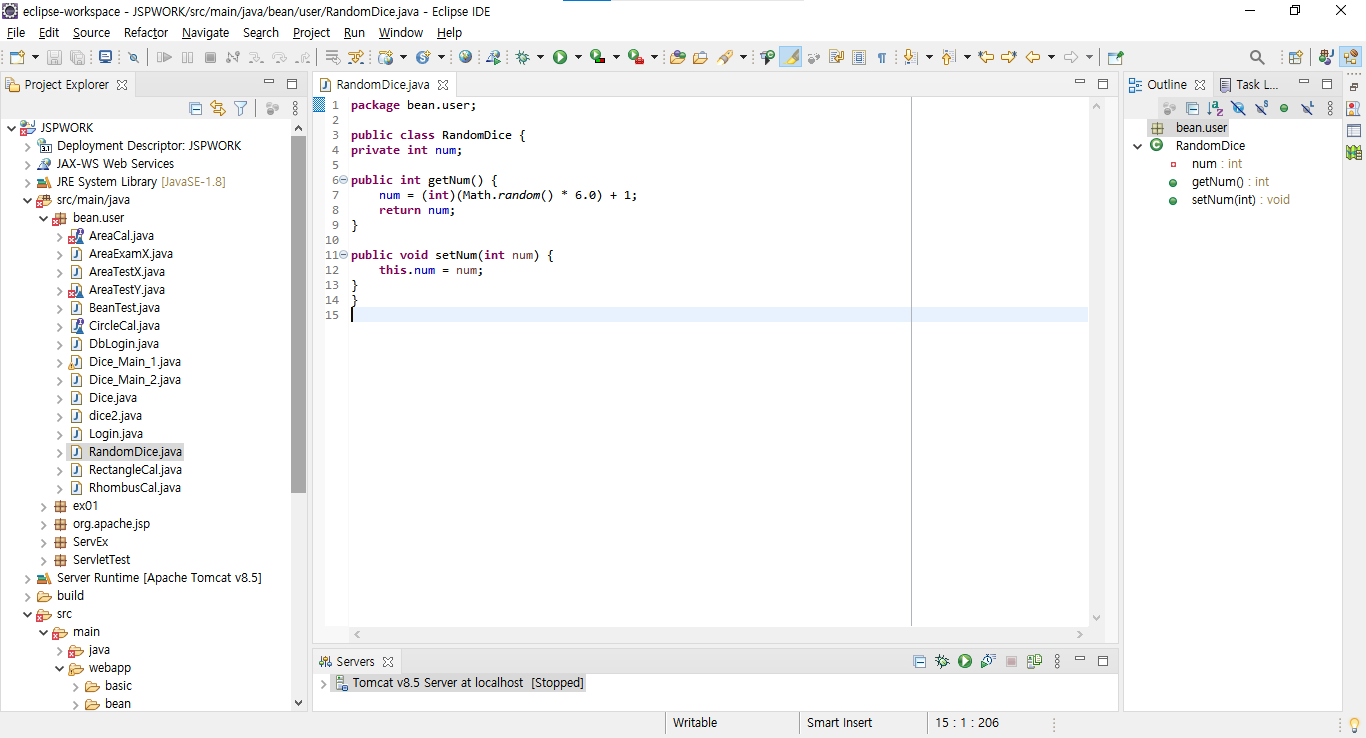 eclipse-workspace - JSPWORK/src/main/java/bean/user/RandomDice.java - Eclipse IDE
File Edit Source Refactor Navigate Search Project Run Window Help
Project Explorer
JSPWORK
Deployment Descriptor: JSPWORK
JAX-WS Web Services
JRE System Library [JavaSE-1.8]
src/main/java
bean.user
AreaCal.java
AreaExamX.java
AreaTestX.java
AreaTestY.java
BeanTest.java
CircleCal.java
DbLogin.java
Dice_Main_1.java
Dice_Main_2.java
Dice.java
dice2.java
Login.java
RandomDice.java
RectangleCal.java
RhombusCal.java
ex01
org.apache.jsp
ServEx
ServletTest
Server Runtime [Apache Tomcat v8.5]
build
src
main
java
webapp
basic
bean
RandomDice.java
1 package bean.user;
2
3 public class RandomDice {
4 private int num;
5
6 public int getNum() {
7 num = (int)(Math.random() * 6.0) + 1;
8 return num;
9 }
10
11 public void setNum(int num) {
12 this.num = num;
13 }
14 }
15
Servers
Tomcat v8.5 Server at localhost [Stopped]
Outline
Task L...
bean.user
RandomDice
num : int
getNum() : int
setNum(int) : void
Writable
Smart Insert
15 : 1 : 206